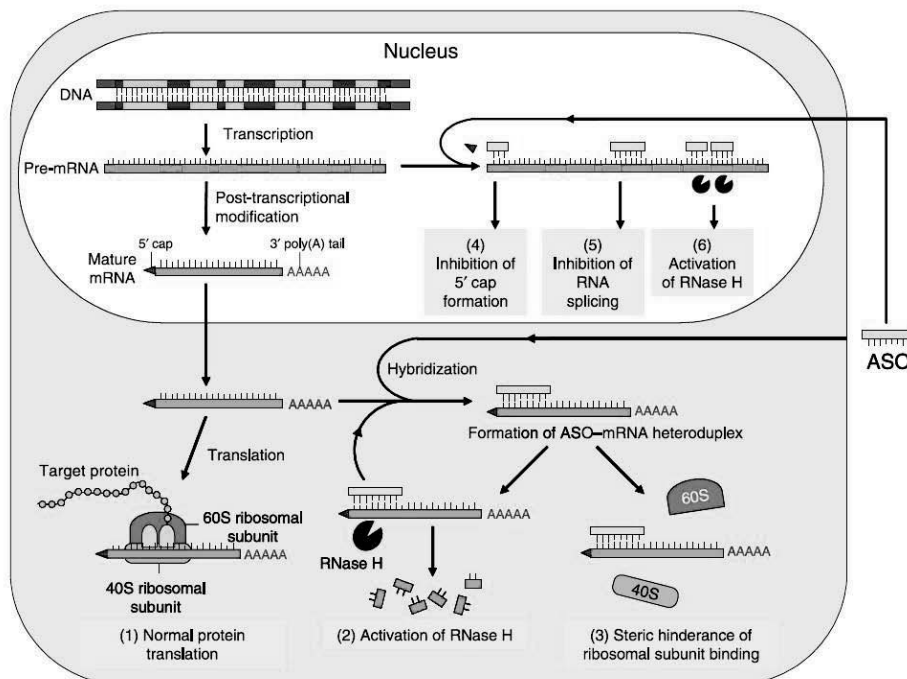 Nucleus
DNA
Transcription
Pre-mRNA
Post-transcriptional
modification
5′ cap
3′ poly(A) tail
Mature
mRNA
AAAAA
(4)
Inhibition of
5′ cap
formation
(5)
Inhibition of
RNA
splicing
(6)
Activation
of RNase H
ASO
Hybridization
AAAAA
AAAAA
Formation of ASO–mRNA heteroduplex
Translation
Target protein
60S ribosomal
subunit
AAAAA
40S ribosomal
subunit
(1) Normal protein
translation
AAAAA
RNase H
(2) Activation of RNase H
60S
AAAAA
40S
(3) Steric hinderance of
ribosomal subunit binding